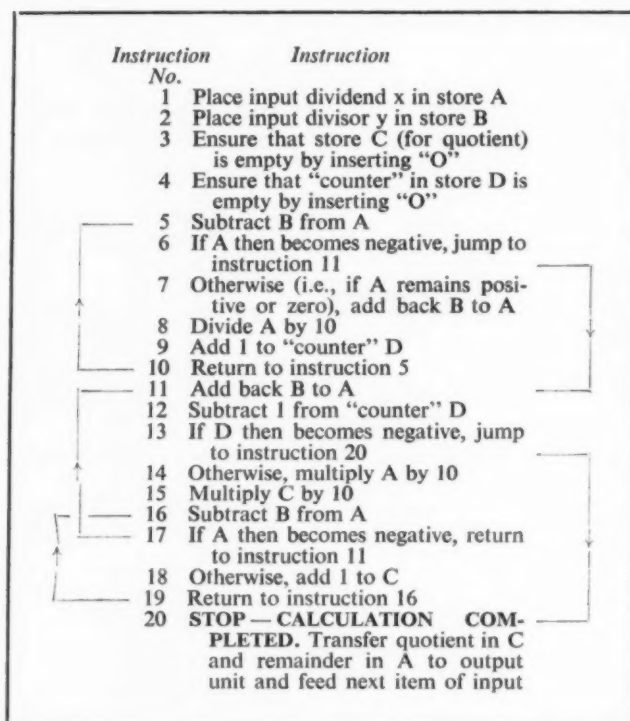 Instruction Instruction
No.
1 Place input dividend x in store A
2 Place input divisor y in store B
3 Ensure that store C (for quotient)
is empty by inserting "O"
4 Ensure that "counter" in store D is
empty by inserting "O"
5 Subtract B from A
6 If A then becomes negative, jump to
instruction 11
7 Otherwise (i.e., if A remains posi-
tive or zero), add back B to A
8 Divide A by 10
9 Add 1 to "counter" D
10 Return to instruction 5
11 Add back B to A
12 Subtract 1 from "counter" D
13 If D then becomes negative, jump
to instruction 20
14 Otherwise, multiply A by 10
15 Multiply C by 10
16 Subtract B from A
17 If A then becomes negative, return
to instruction 11
18 Otherwise, add 1 to C
19 Return to instruction 16
20 STOP — CALCULATION COM-
PLETED. Transfer quotient in C
and remainder in A to output
unit and feed next item of input